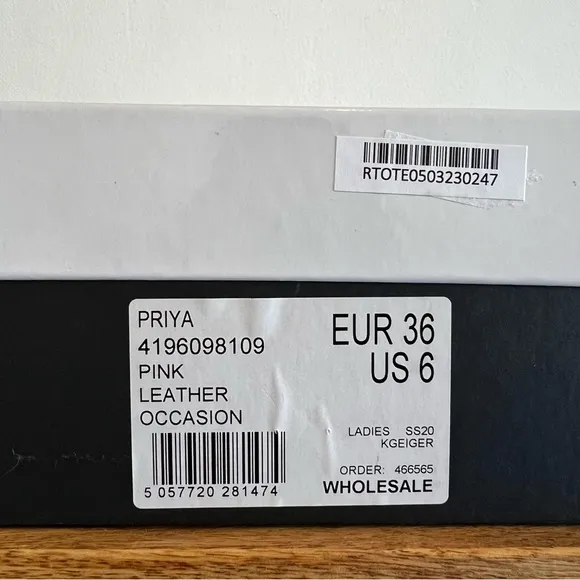 RTOTE0503230247
PRIYA
4196098109
PINK
LEATHER
OCCASION
5 057720 281474
EUR 36
US 6
LADIES SS20
KGEIGER
ORDER: 466565
WHOLESALE